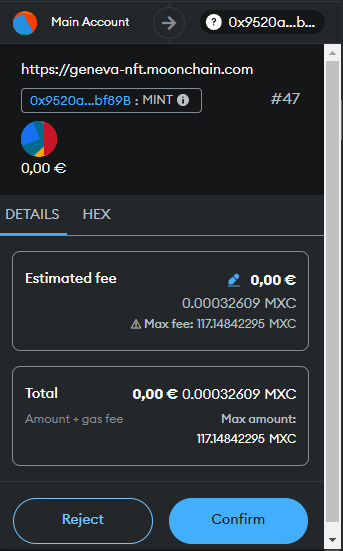 Main Account
? 0x9520a...b...
https://geneva-nft.moonchain.com
0x9520a...bf89B : MINT
#47
0,00 €
DETAILS HEX
Estimated fee 0,00 €
0.00032609 MXC
Max fee: 117.14842295 MXC
Total 0,00 € 0.00032609 MXC
Amount + gas fee Max amount:
117.14842295 MXC
Reject Confirm